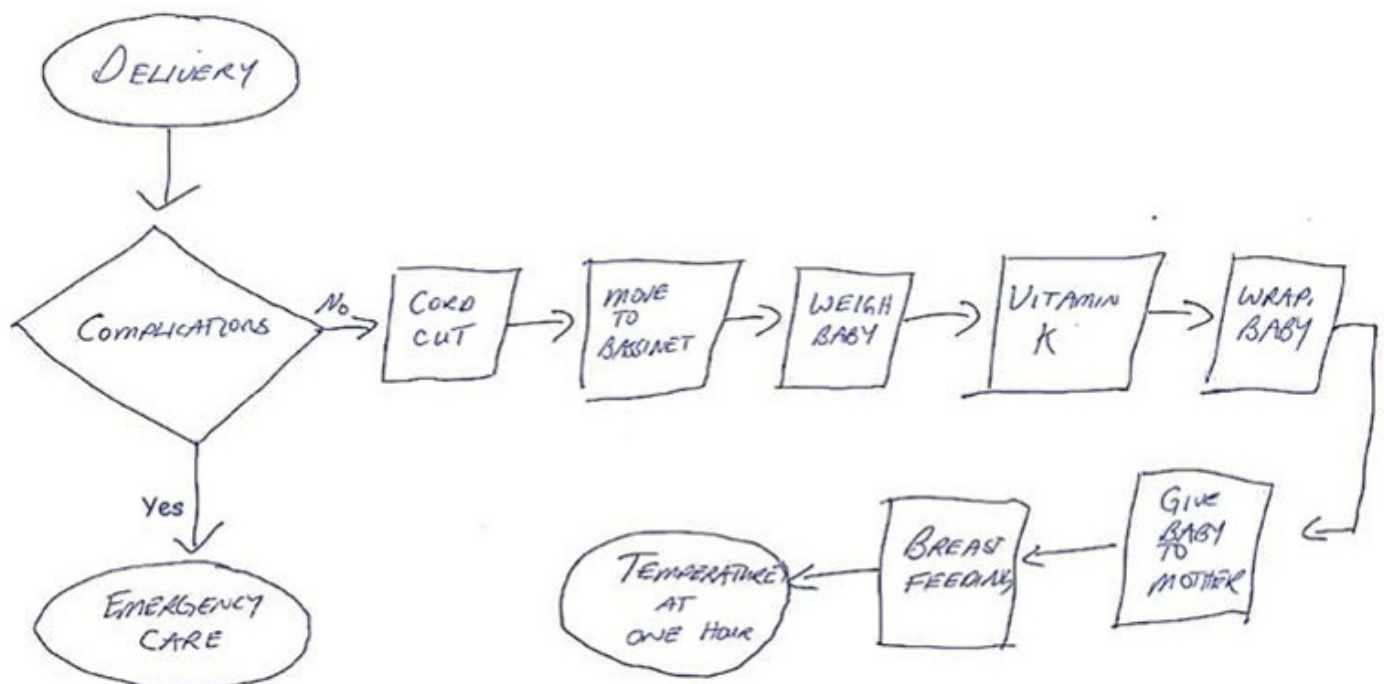 DELIVERY
COMPLICATIONS
No
CORD
CUT
MOVE
TO
BASSINET
WEIGH
BABY
VITAMIN
K
WRAP.
BABY
GIVE
BABY
TO
MOTHER
BREAST
FEEDING
TEMPERATURE
AT
ONE HOUR
Yes
EMERGENCY
CARE